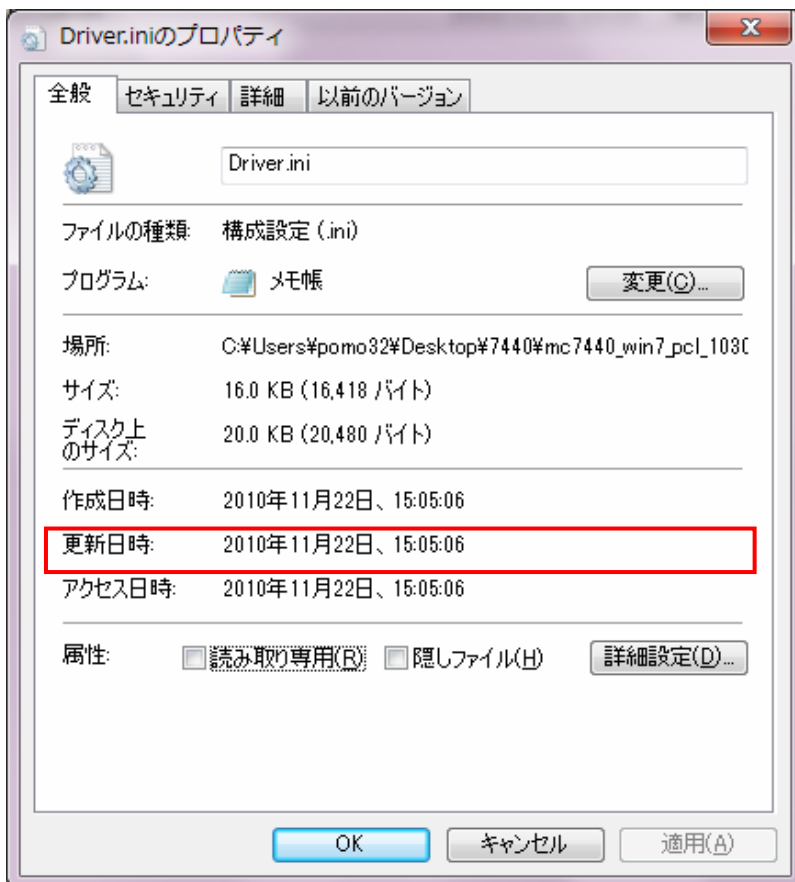 Driver.iniのプロパティ
全般 セキュリティ 詳細 以前のバージョン
Driver.ini
ファイルの種類: 構成設定 (.ini)
プログラム: メモ帳 変更(C)...
場所: C:¥Users¥pomo32¥Desktop¥7440¥mc7440_win7_pcl_1030
サイズ: 16.0 KB (16,418 バイト)
ディスク上
のサイズ: 20.0 KB (20,480 バイト)
作成日時: 2010年11月22日、15:05:06
更新日時: 2010年11月22日、15:05:06
アクセス日時: 2010年11月22日、15:05:06
属性: 読み取り専用(R) 隠しファイル(H) 詳細設定(D)...
OK キャンセル 適用(A)